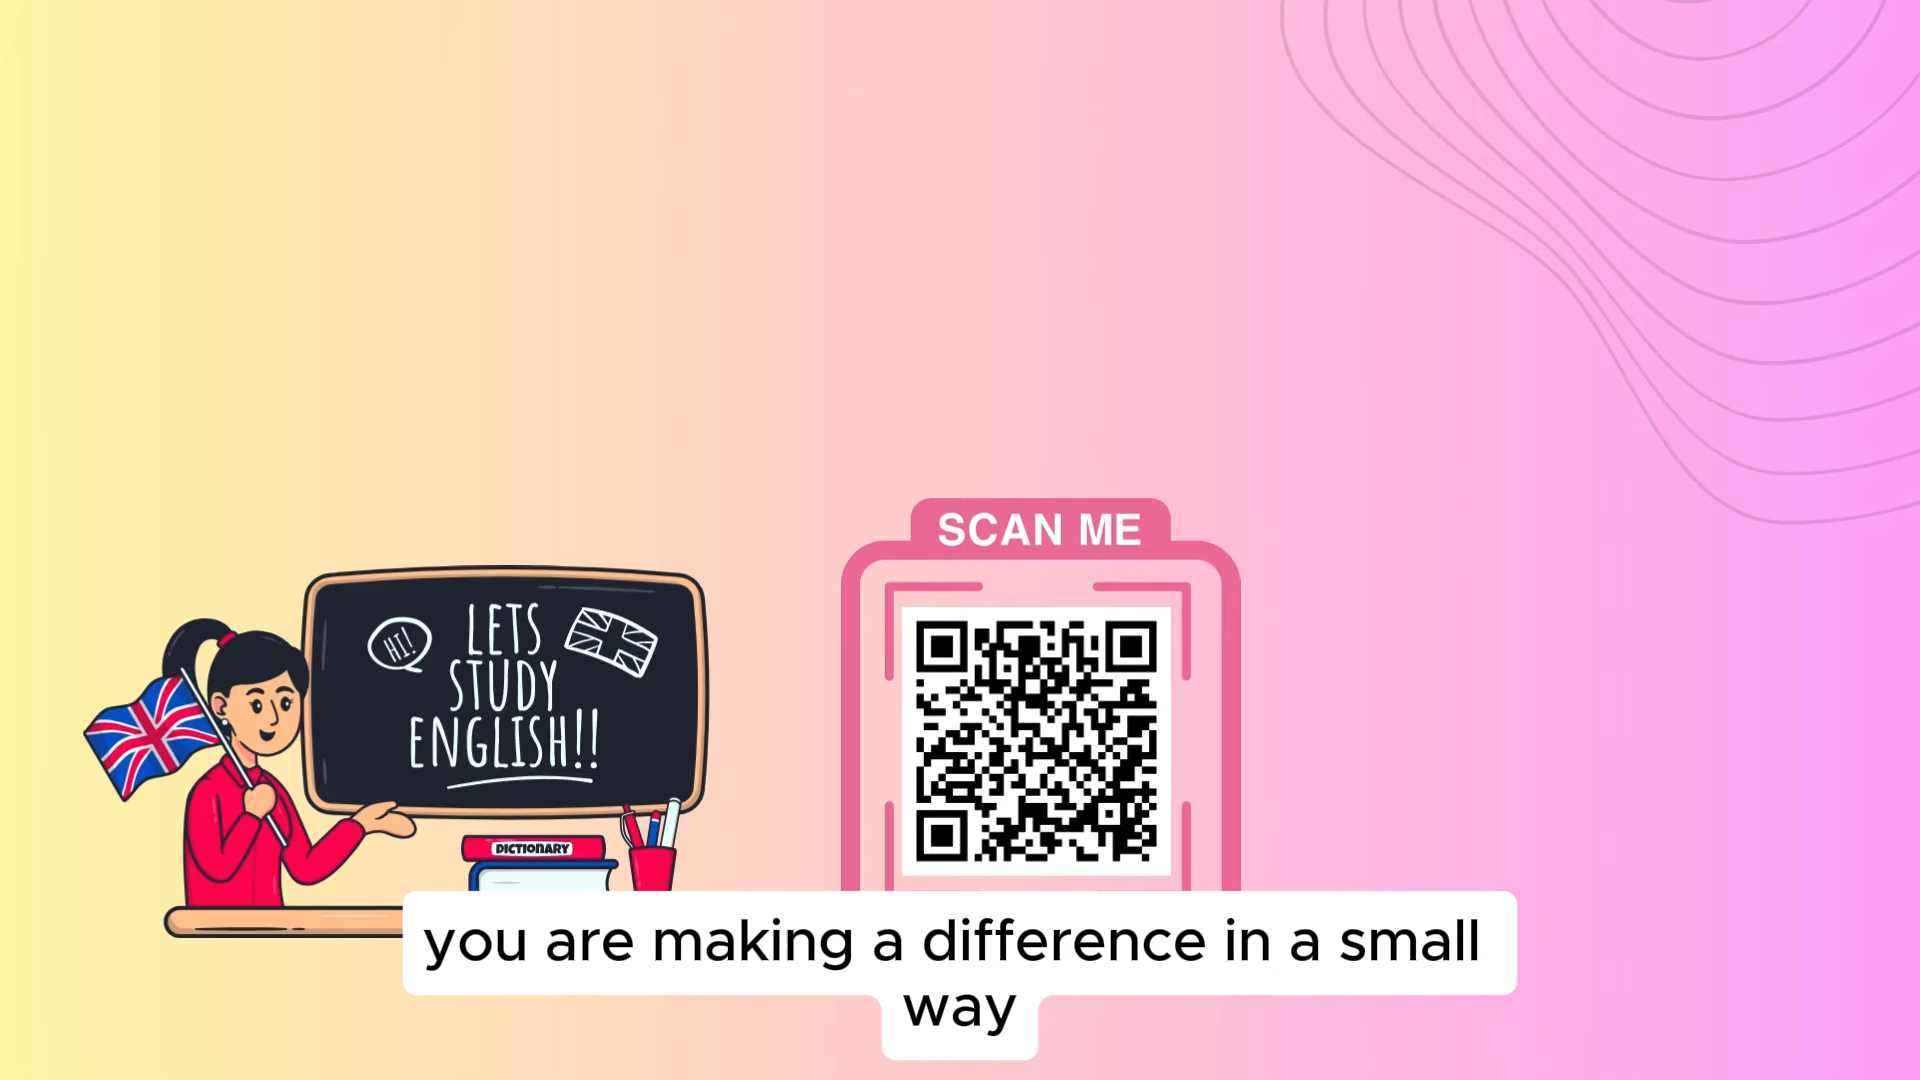 SCAN ME
HI!
LETS
STUDY
ENGLISH!!
DICTIONARY
you are making a difference in a small
way